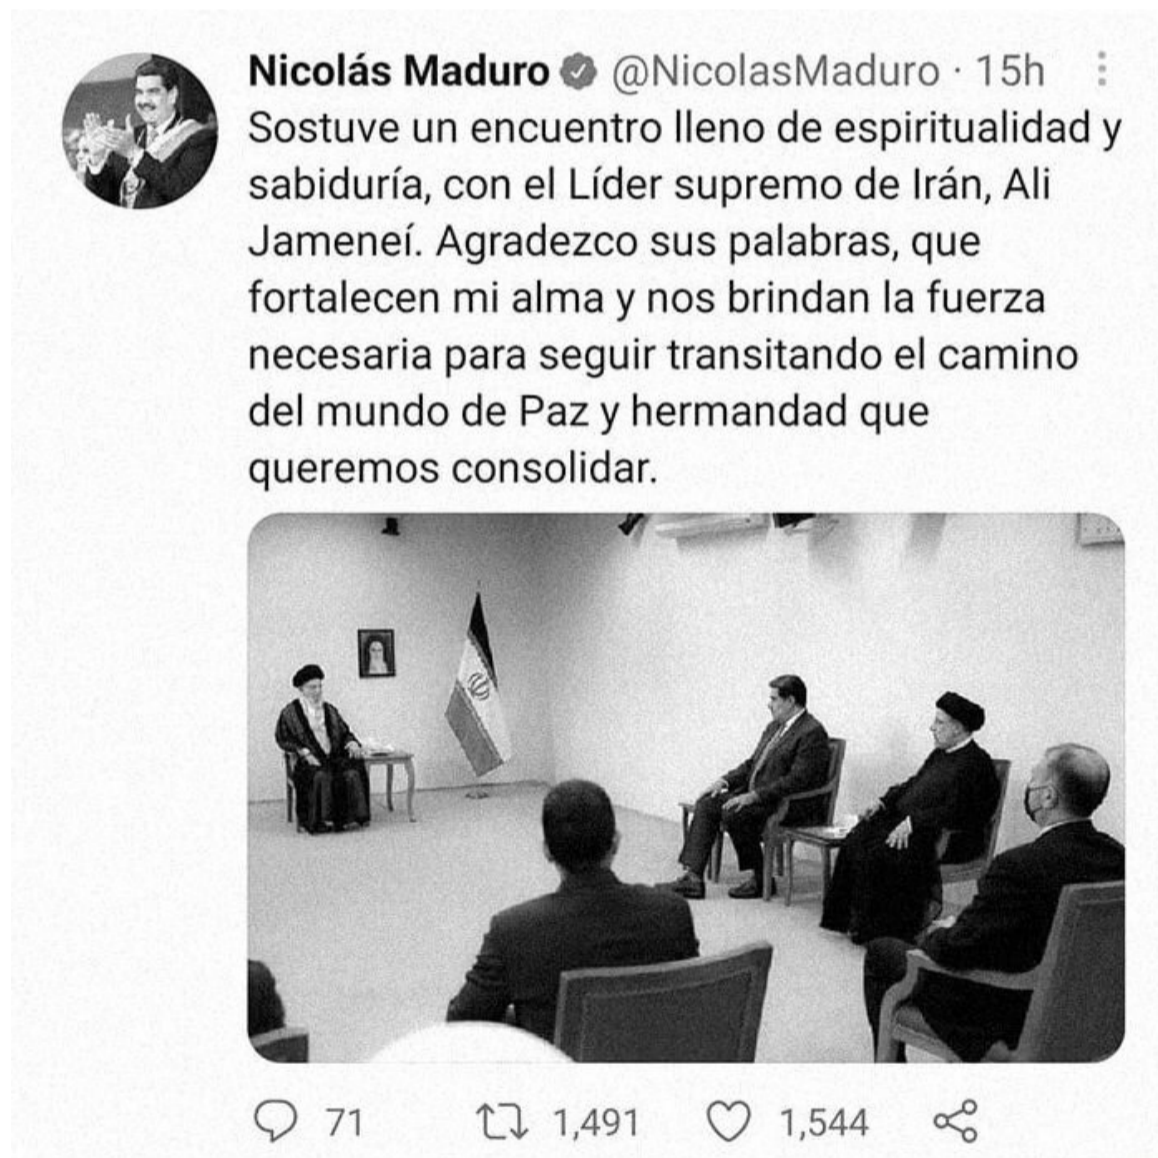 Nicolás Maduro @NicolasMaduro · 15h
Sostuve un encuentro lleno de espiritualidad y
sabiduría, con el Líder supremo de Irán, Ali
Jameneí. Agradezco sus palabras, que
fortalecen mi alma y nos brindan la fuerza
necesaria para seguir transitando el camino
del mundo de Paz y hermandad que
queremos consolidar.
71 1,491 1,544